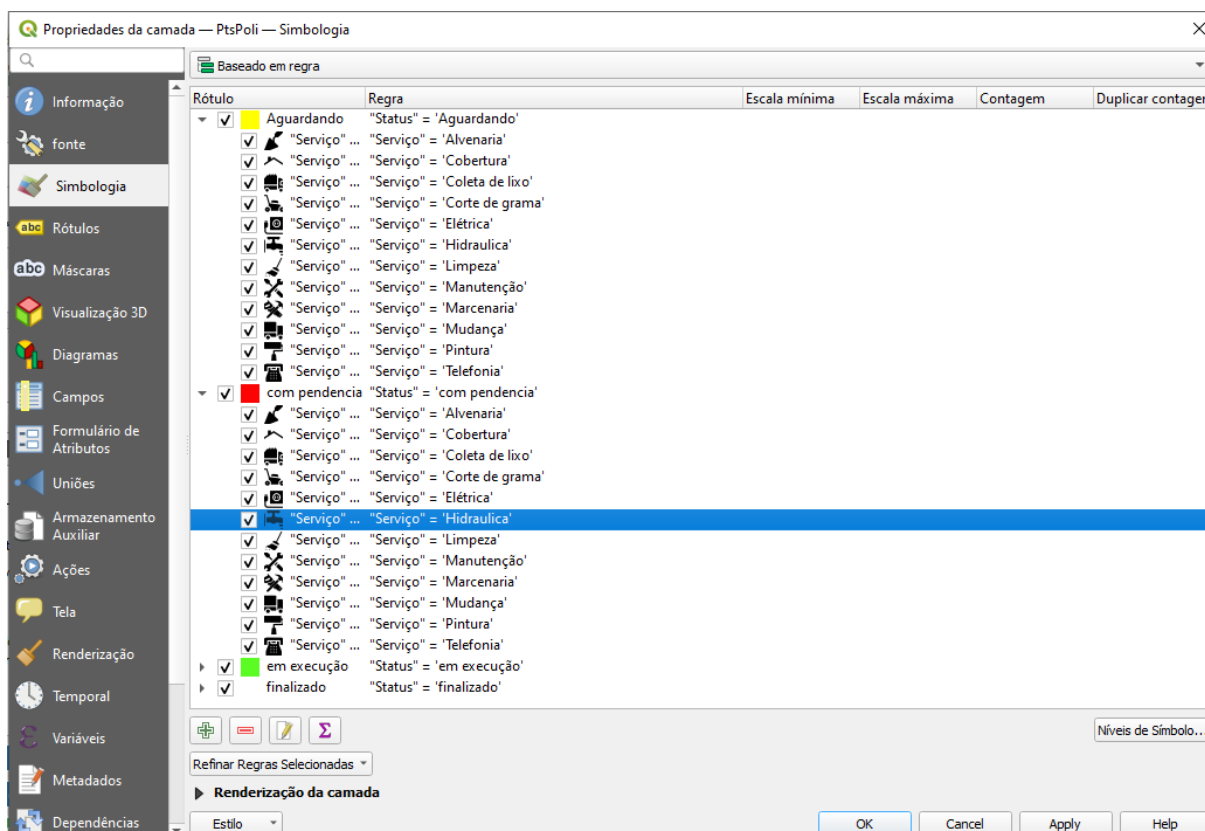 Propriedades da camada — PtsPoli — Simbologia
Informação
fonte
Simbologia
abc Rótulos
abc Máscaras
Visualização 3D
Diagramas
Campos
Formulário de
Atributos
Uniões
Armazenamento
Auxiliar
Ações
Tela
Renderização
Temporal
Variáveis
Metadados
Dependências
Baseado em regra
Rótulo Regra Escala mínima Escala máxima Contagem Duplicar contagem
Aguardando "Status" = 'Aguardando'
"Serviço" ... "Serviço" = 'Alvenaria'
"Serviço" ... "Serviço" = 'Cobertura'
"Serviço" ... "Serviço" = 'Coleta de lixo'
"Serviço" ... "Serviço" = 'Corte de grama'
"Serviço" ... "Serviço" = 'Elétrica'
"Serviço" ... "Serviço" = 'Hidraulica'
"Serviço" ... "Serviço" = 'Limpeza'
"Serviço" ... "Serviço" = 'Manutenção'
"Serviço" ... "Serviço" = 'Marcenaria'
"Serviço" ... "Serviço" = 'Mudança'
"Serviço" ... "Serviço" = 'Pintura'
"Serviço" ... "Serviço" = 'Telefonia'
com pendencia "Status" = 'com pendencia'
"Serviço" ... "Serviço" = 'Alvenaria'
"Serviço" ... "Serviço" = 'Cobertura'
"Serviço" ... "Serviço" = 'Coleta de lixo'
"Serviço" ... "Serviço" = 'Corte de grama'
"Serviço" ... "Serviço" = 'Elétrica'
"Serviço" ... "Serviço" = 'Hidraulica'
"Serviço" ... "Serviço" = 'Limpeza'
"Serviço" ... "Serviço" = 'Manutenção'
"Serviço" ... "Serviço" = 'Marcenaria'
"Serviço" ... "Serviço" = 'Mudança'
"Serviço" ... "Serviço" = 'Pintura'
"Serviço" ... "Serviço" = 'Telefonia'
em execução "Status" = 'em execução'
finalizado "Status" = 'finalizado'
Níveis de Símbolo...
Refinar Regras Selecionadas
Renderização da camada
Estilo OK Cancel Apply Help